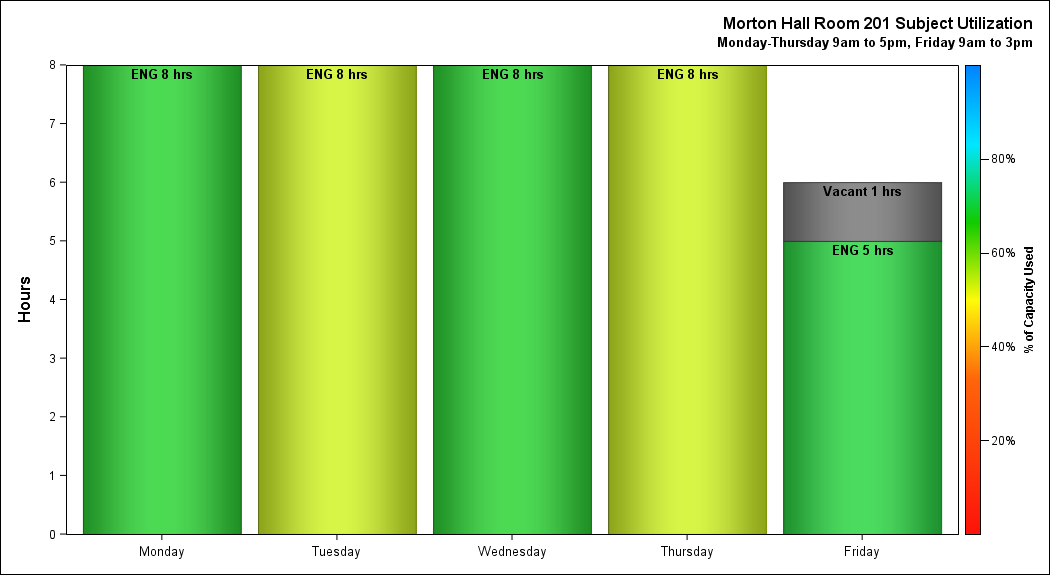 Morton Hall Room 201 Subject Utilization
Monday-Thursday 9am to 5pm, Friday 9am to 3pm
Hours
8
7
6
5
4
3
2
1
0
ENG 8 hrs
ENG 8 hrs
ENG 8 hrs
ENG 8 hrs
Vacant 1 hrs
ENG 5 hrs
Monday
Tuesday
Wednesday
Thursday
Friday
80%
60%
40%
20%
% of Capacity Used